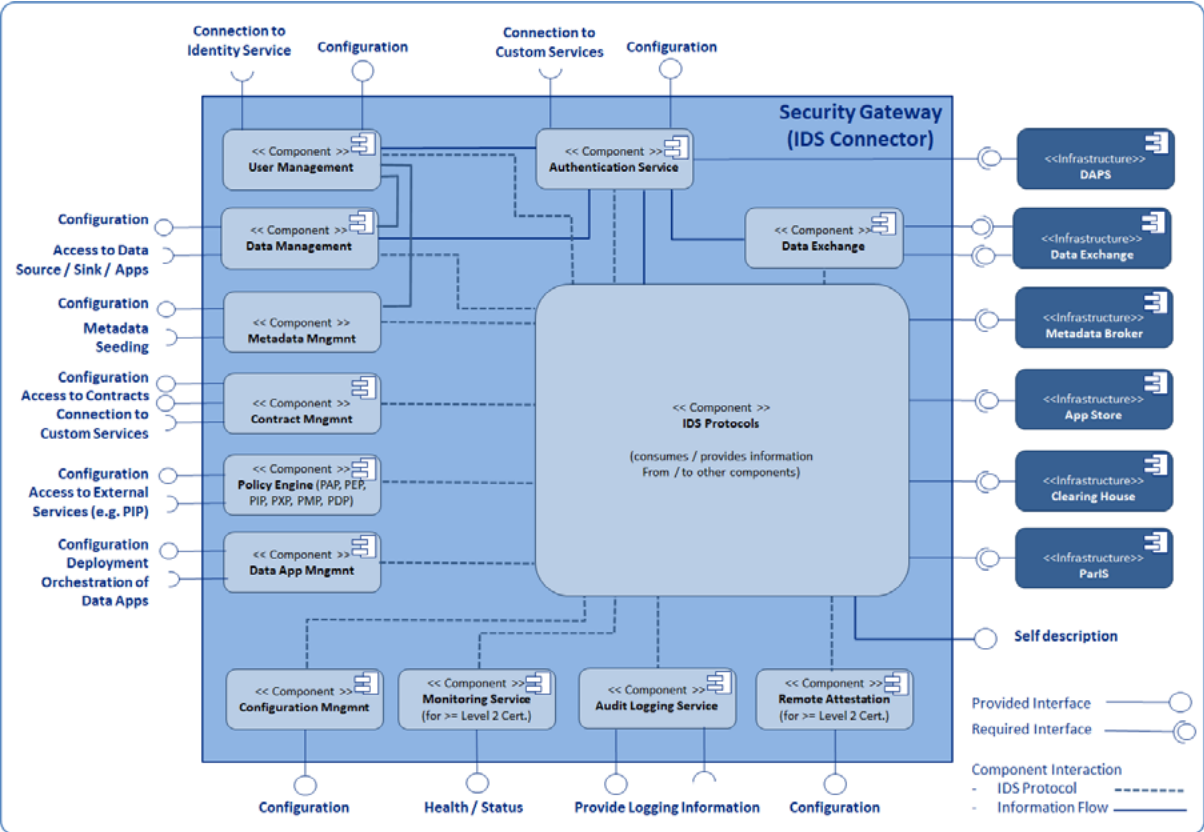 Connection to
Identity Service
Configuration
Connection to
Custom Services
Configuration
Security Gateway
(IDS Connector)
<< Component >>
User Management
<< Component >>
Authentication Service
<<Infrastructure>>
DAPS
Configuration
Access to Data
Source / Sink / Apps
<< Component >>
Data Management
<< Component >>
Data Exchange
<<Infrastructure>>
Data Exchange
Configuration
Metadata
Seeding
<< Component >>
Metadata Mngmnt
<<Infrastructure>>
Metadata Broker
Configuration
Access to Contracts
Connection to
Custom Services
<< Component >>
Contract Mngmnt
<< Component >>
IDS Protocols
(consumes / provides information
From / to other components)
<<Infrastructure>>
App Store
Configuration
Access to External
Services (e.g. PIP)
<< Component >>
Policy Engine (PAP, PEP,
PIP, PXP, PMP, PDP)
<<Infrastructure>>
Clearing House
Configuration
Deployment
Orchestration of
Data Apps
<< Component >>
Data App Mngmnt
<<Infrastructure>>
ParIS
Self description
<< Component >>
Configuration Mngmnt
<< Component >>
Monitoring Service
(for >= Level 2 Cert.)
<< Component >>
Audit Logging Service
<< Component >>
Remote Attestation
(for >= Level 2 Cert.)
Configuration
Health / Status
Provide Logging Information
Configuration
Provided Interface
Required Interface
Component Interaction
- IDS Protocol
- Information Flow